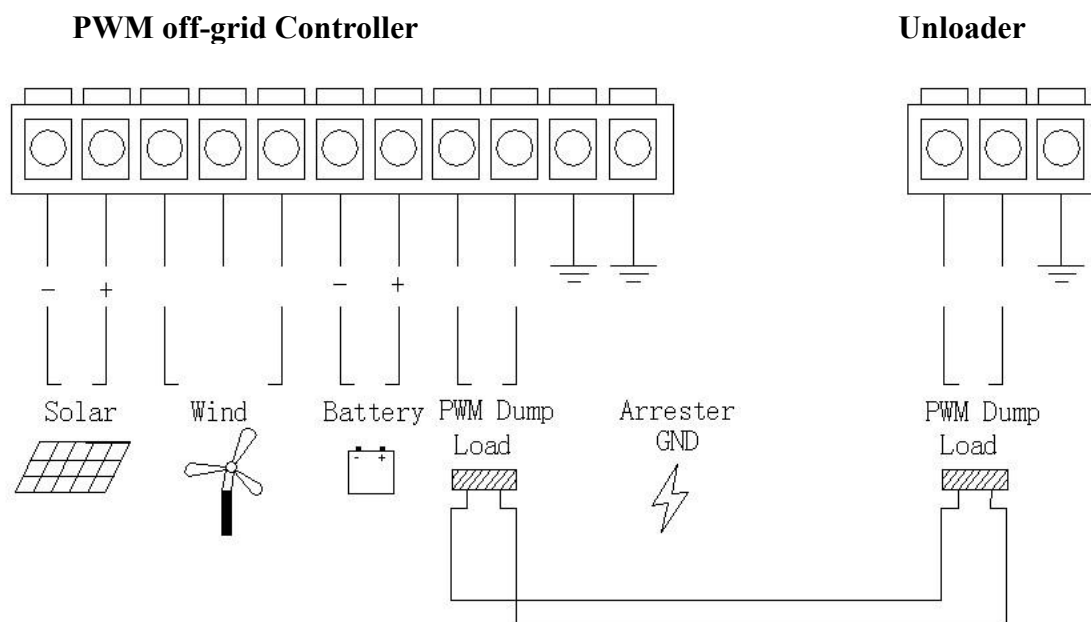 PWM off-grid Controller
Unloader
- + - +
Solar
Wind
Battery
PWM Dump
Load
Arrester
GND
PWM Dump
Load
- +